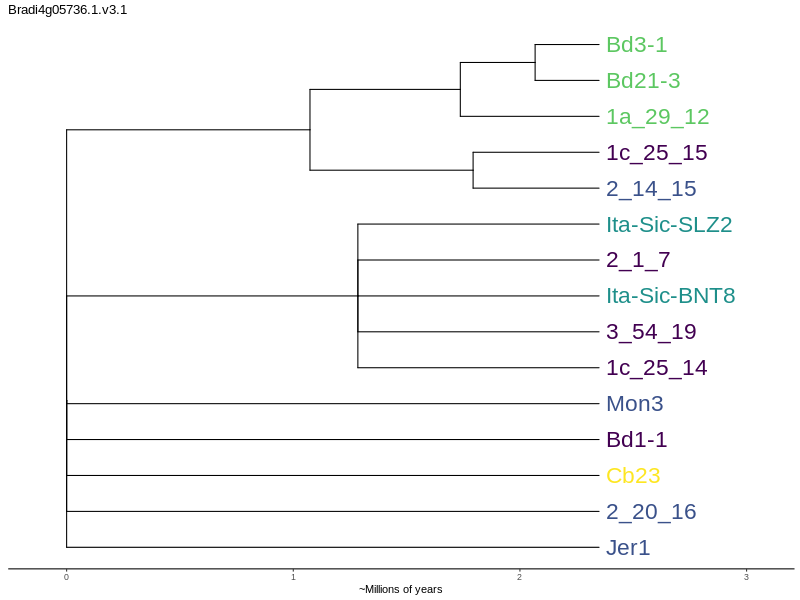 Bradi4g05736.1.v3.1
Bd3-1
Bd21-3
1a_29_12
1c_25_15
2_14_15
Ita-Sic-SLZ2
2_1_7
Ita-Sic-BNT8
3_54_19
1c_25_14
Mon3
Bd1-1
Cb23
2_20_16
Jer1
0 1 2 3
~Millions of years